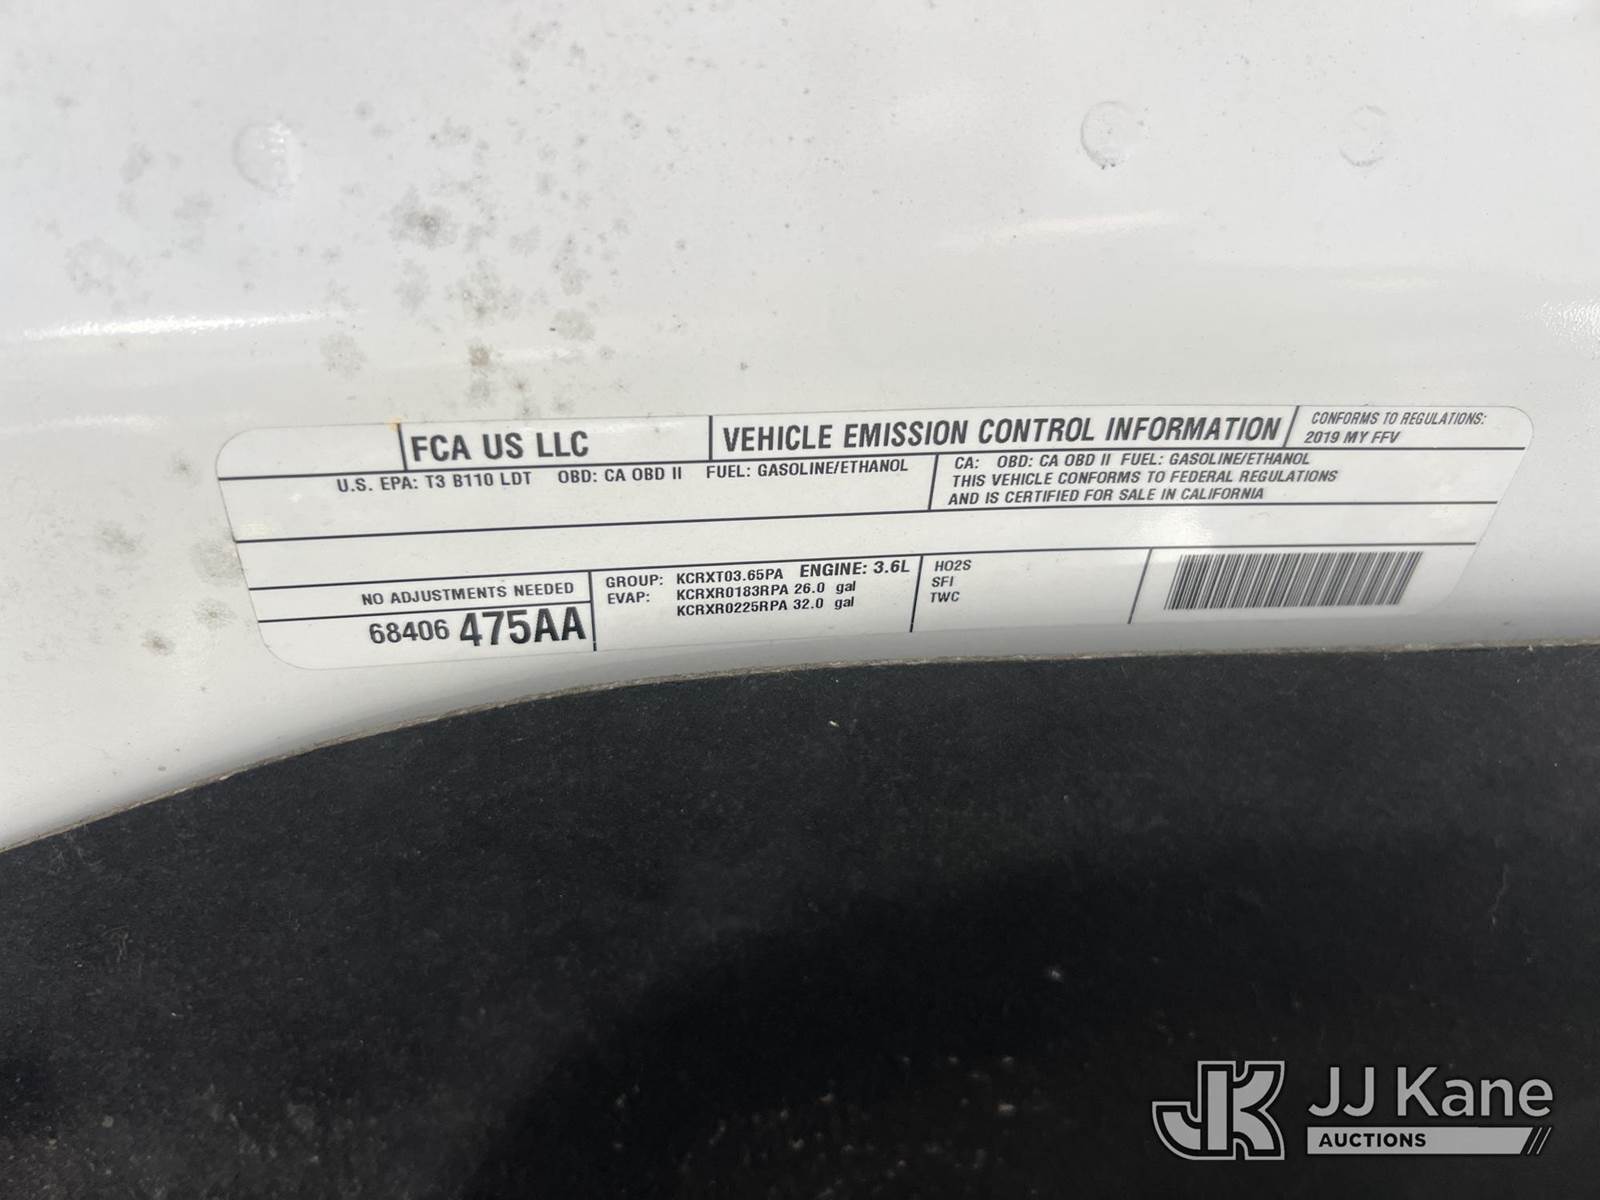 FCA US LLC
VEHICLE EMISSION CONTROL INFORMATION
CONFORMS TO REGULATIONS:
2019 MY FFV
U.S. EPA: T3 B110 LDT OBD: CA OBD II FUEL: GASOLINE/ETHANOL
CA: OBD: CA OBD II FUEL: GASOLINE/ETHANOL
THIS VEHICLE CONFORMS TO FEDERAL REGULATIONS
AND IS CERTIFIED FOR SALE IN CALIFORNIA
NO ADJUSTMENTS NEEDED
68406 475AA
GROUP: KCRXT03.65PA ENGINE: 3.6L
EVAP: KCRXR0183RPA 26.0 gal
KCRXR0225RPA 32.0 gal
HO2S
SFI
TWC
JK JJ Kane
AUCTIONS